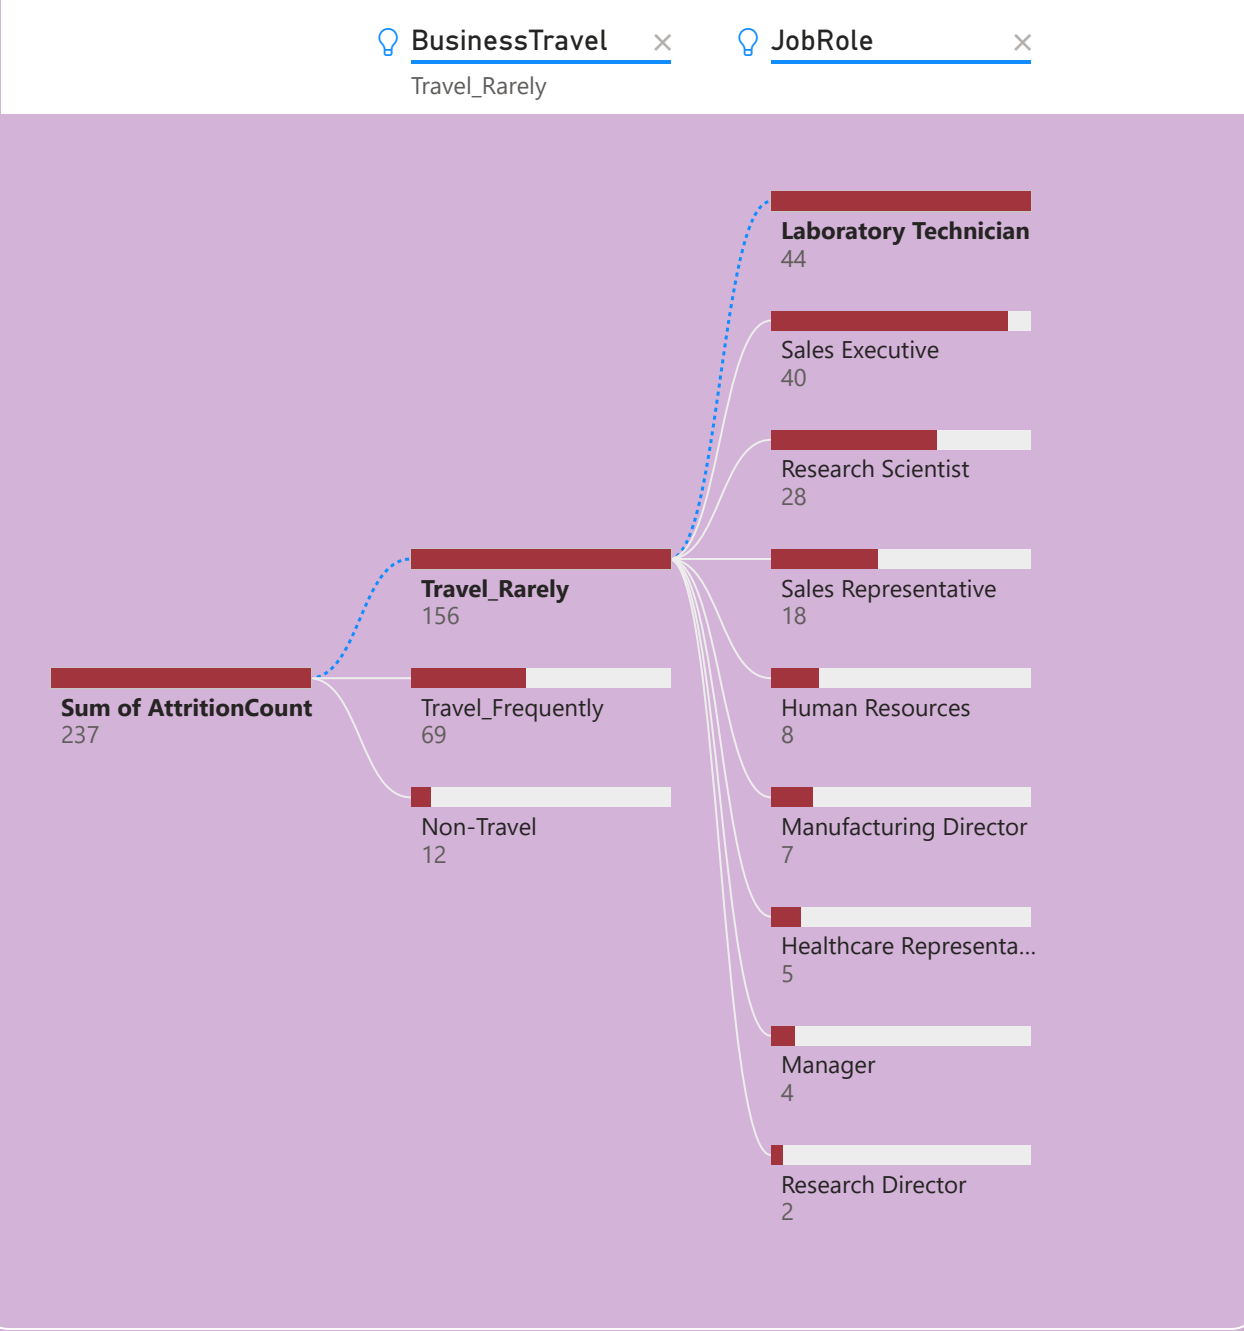 BusinessTravel
JobRole
Travel_Rarely
Laboratory Technician
44
Sales Executive
40
Research Scientist
28
Travel_Rarely
156
Sales Representative
18
Sum of AttritionCount
237
Travel_Frequently
69
Human Resources
8
Non-Travel
12
Manufacturing Director
7
Healthcare Representa...
5
Manager
4
Research Director
2